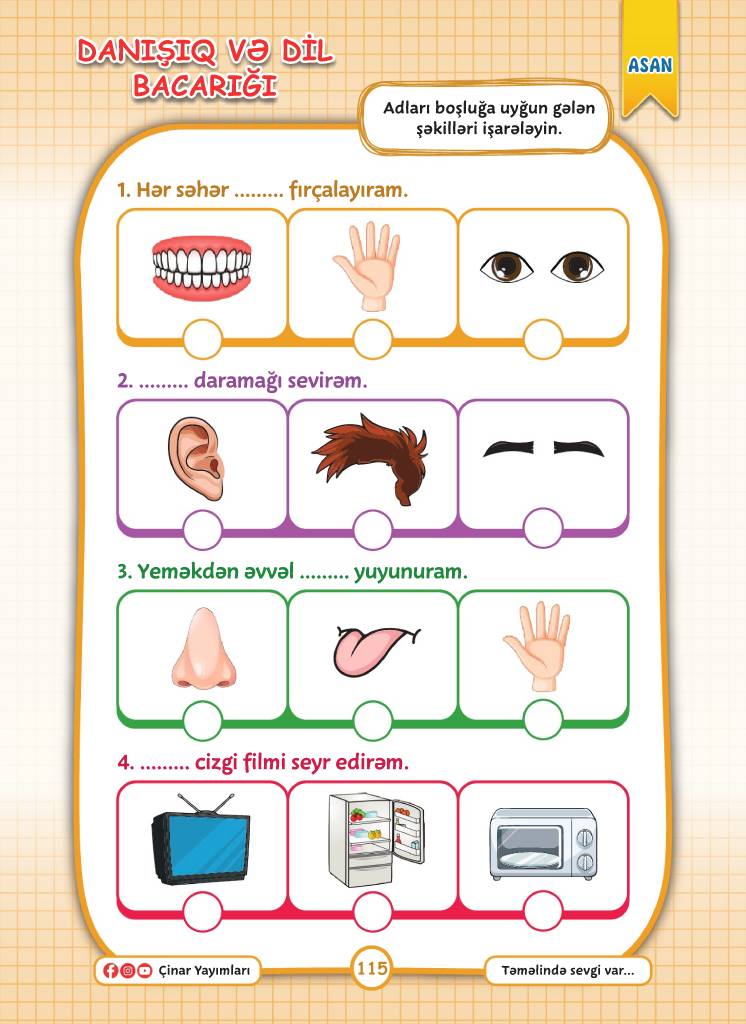 DANIŞIQ VƏ DİL
BACARIĞI
ASAN
Adları boşluğa uyğun gələn
şəkilləri işarələyin.
1. Hər səhər ......... fırçalayıram.
2. ......... daramağı sevirəm.
3. Yeməkdən əvvəl ......... yuyunuram.
4. ......... cizgi filmi seyr edirəm.
Çinar Yayımları
115
Təməlində sevgi var...